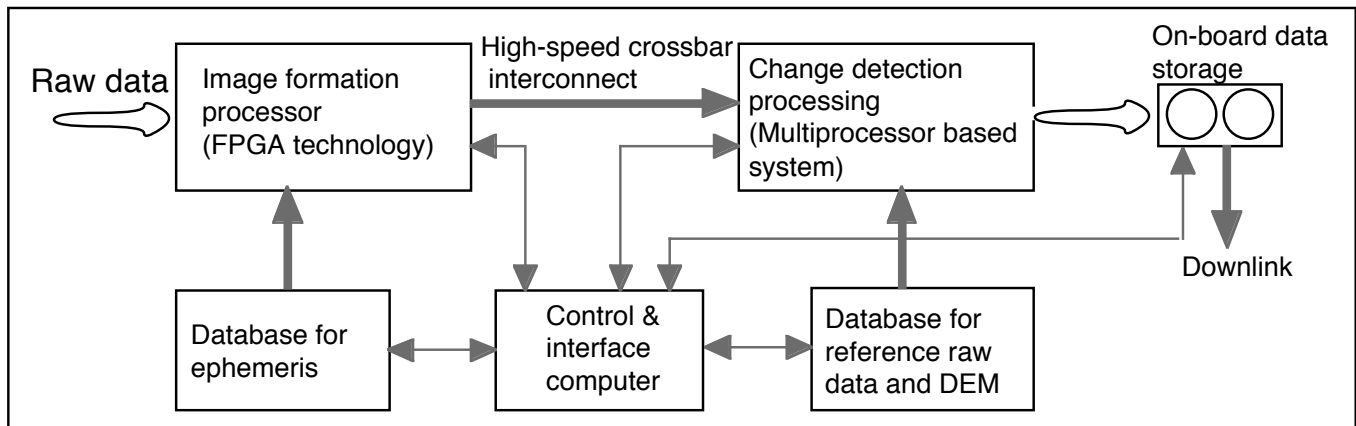 Raw data
Image formation
processor
(FPGA technology)
High-speed crossbar
interconnect
Change detection
processing
(Multiprocessor based
system)
On-board data
storage
Downlink
Database for
ephemeris
Control &
interface
computer
Database for
reference raw
data and DEM